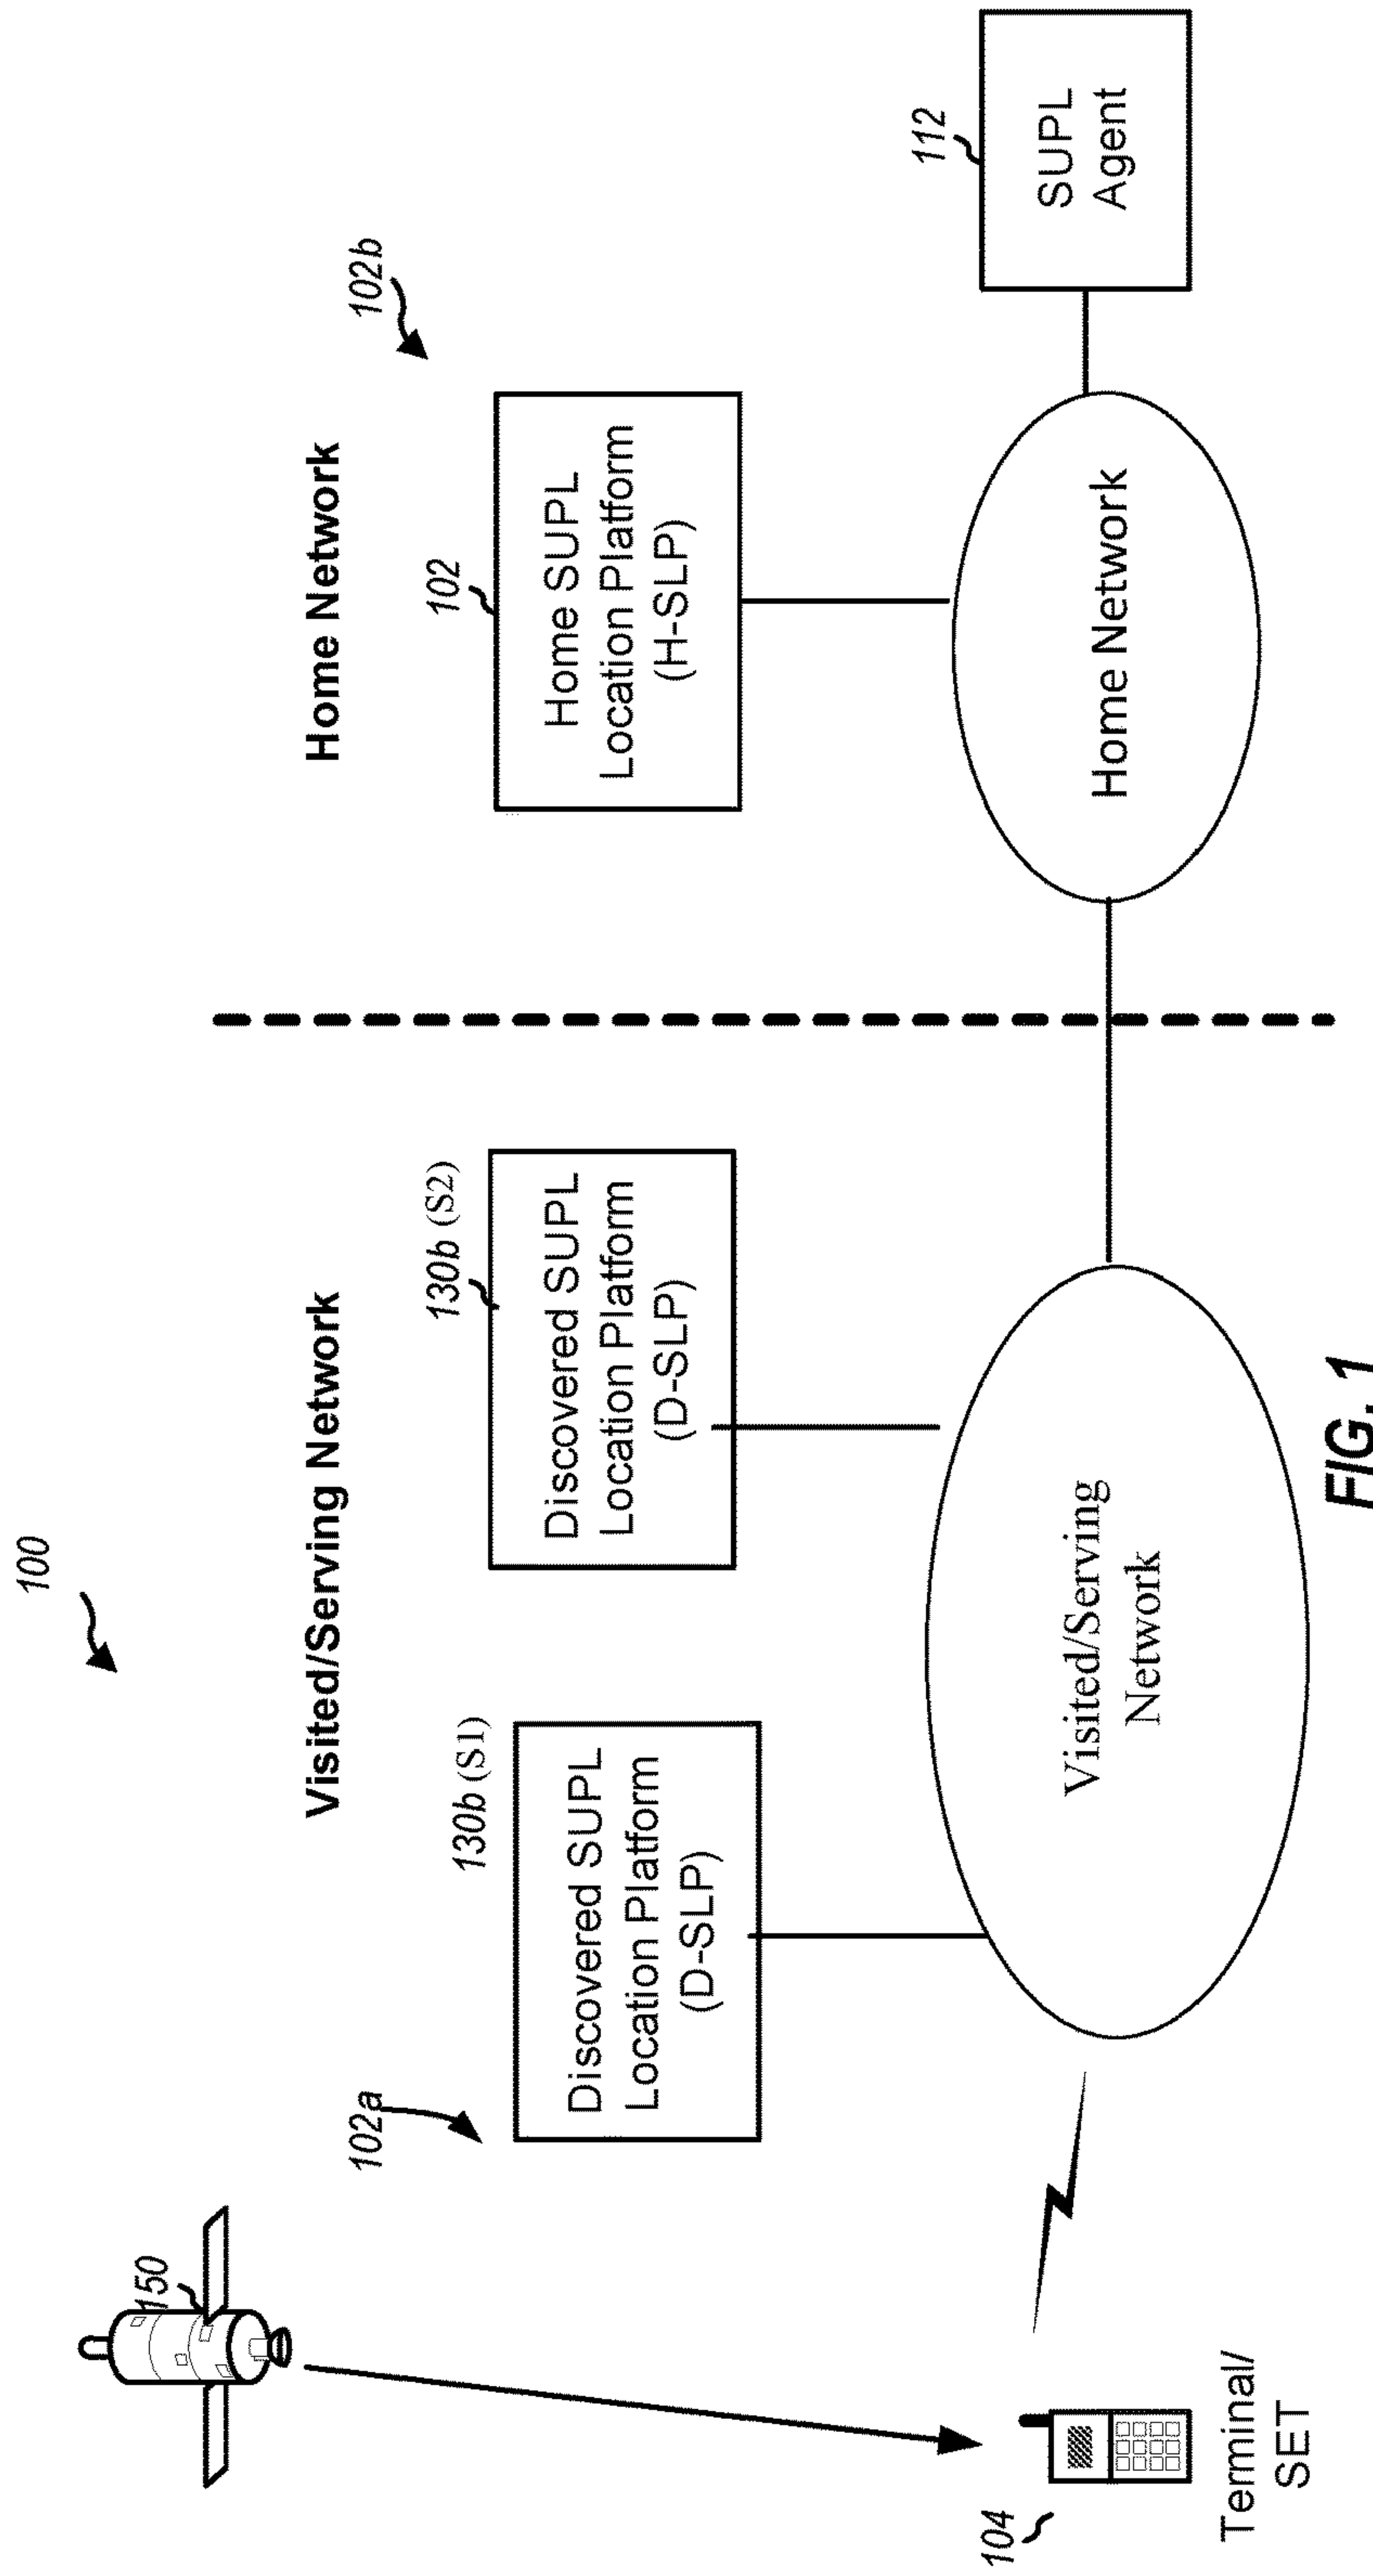 100
Visited/Serving Network
Home Network
150
102a
130b (S1)
Discovered SUPL
Location Platform
(D-SLP)
130b (S2)
Discovered SUPL
Location Platform
(D-SLP)
102b
102
Home SUPL
Location Platform
(H-SLP)
112
SUPL
Agent
104
Terminal/
SET
Visited/Serving
Network
Home Network
FIG. 1